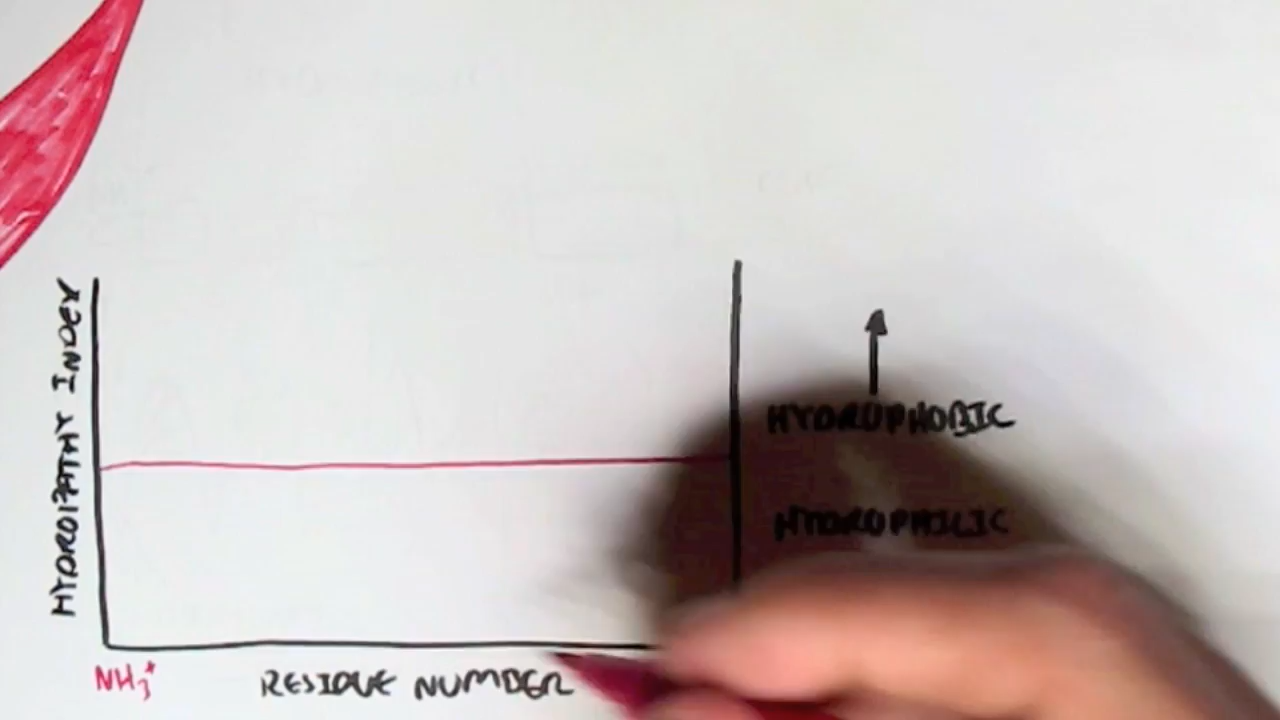 HYDROPATHY INDEX
HYDROPHOBIC
HYDROPHILIC
NH3+
RESIDUE NUMBER